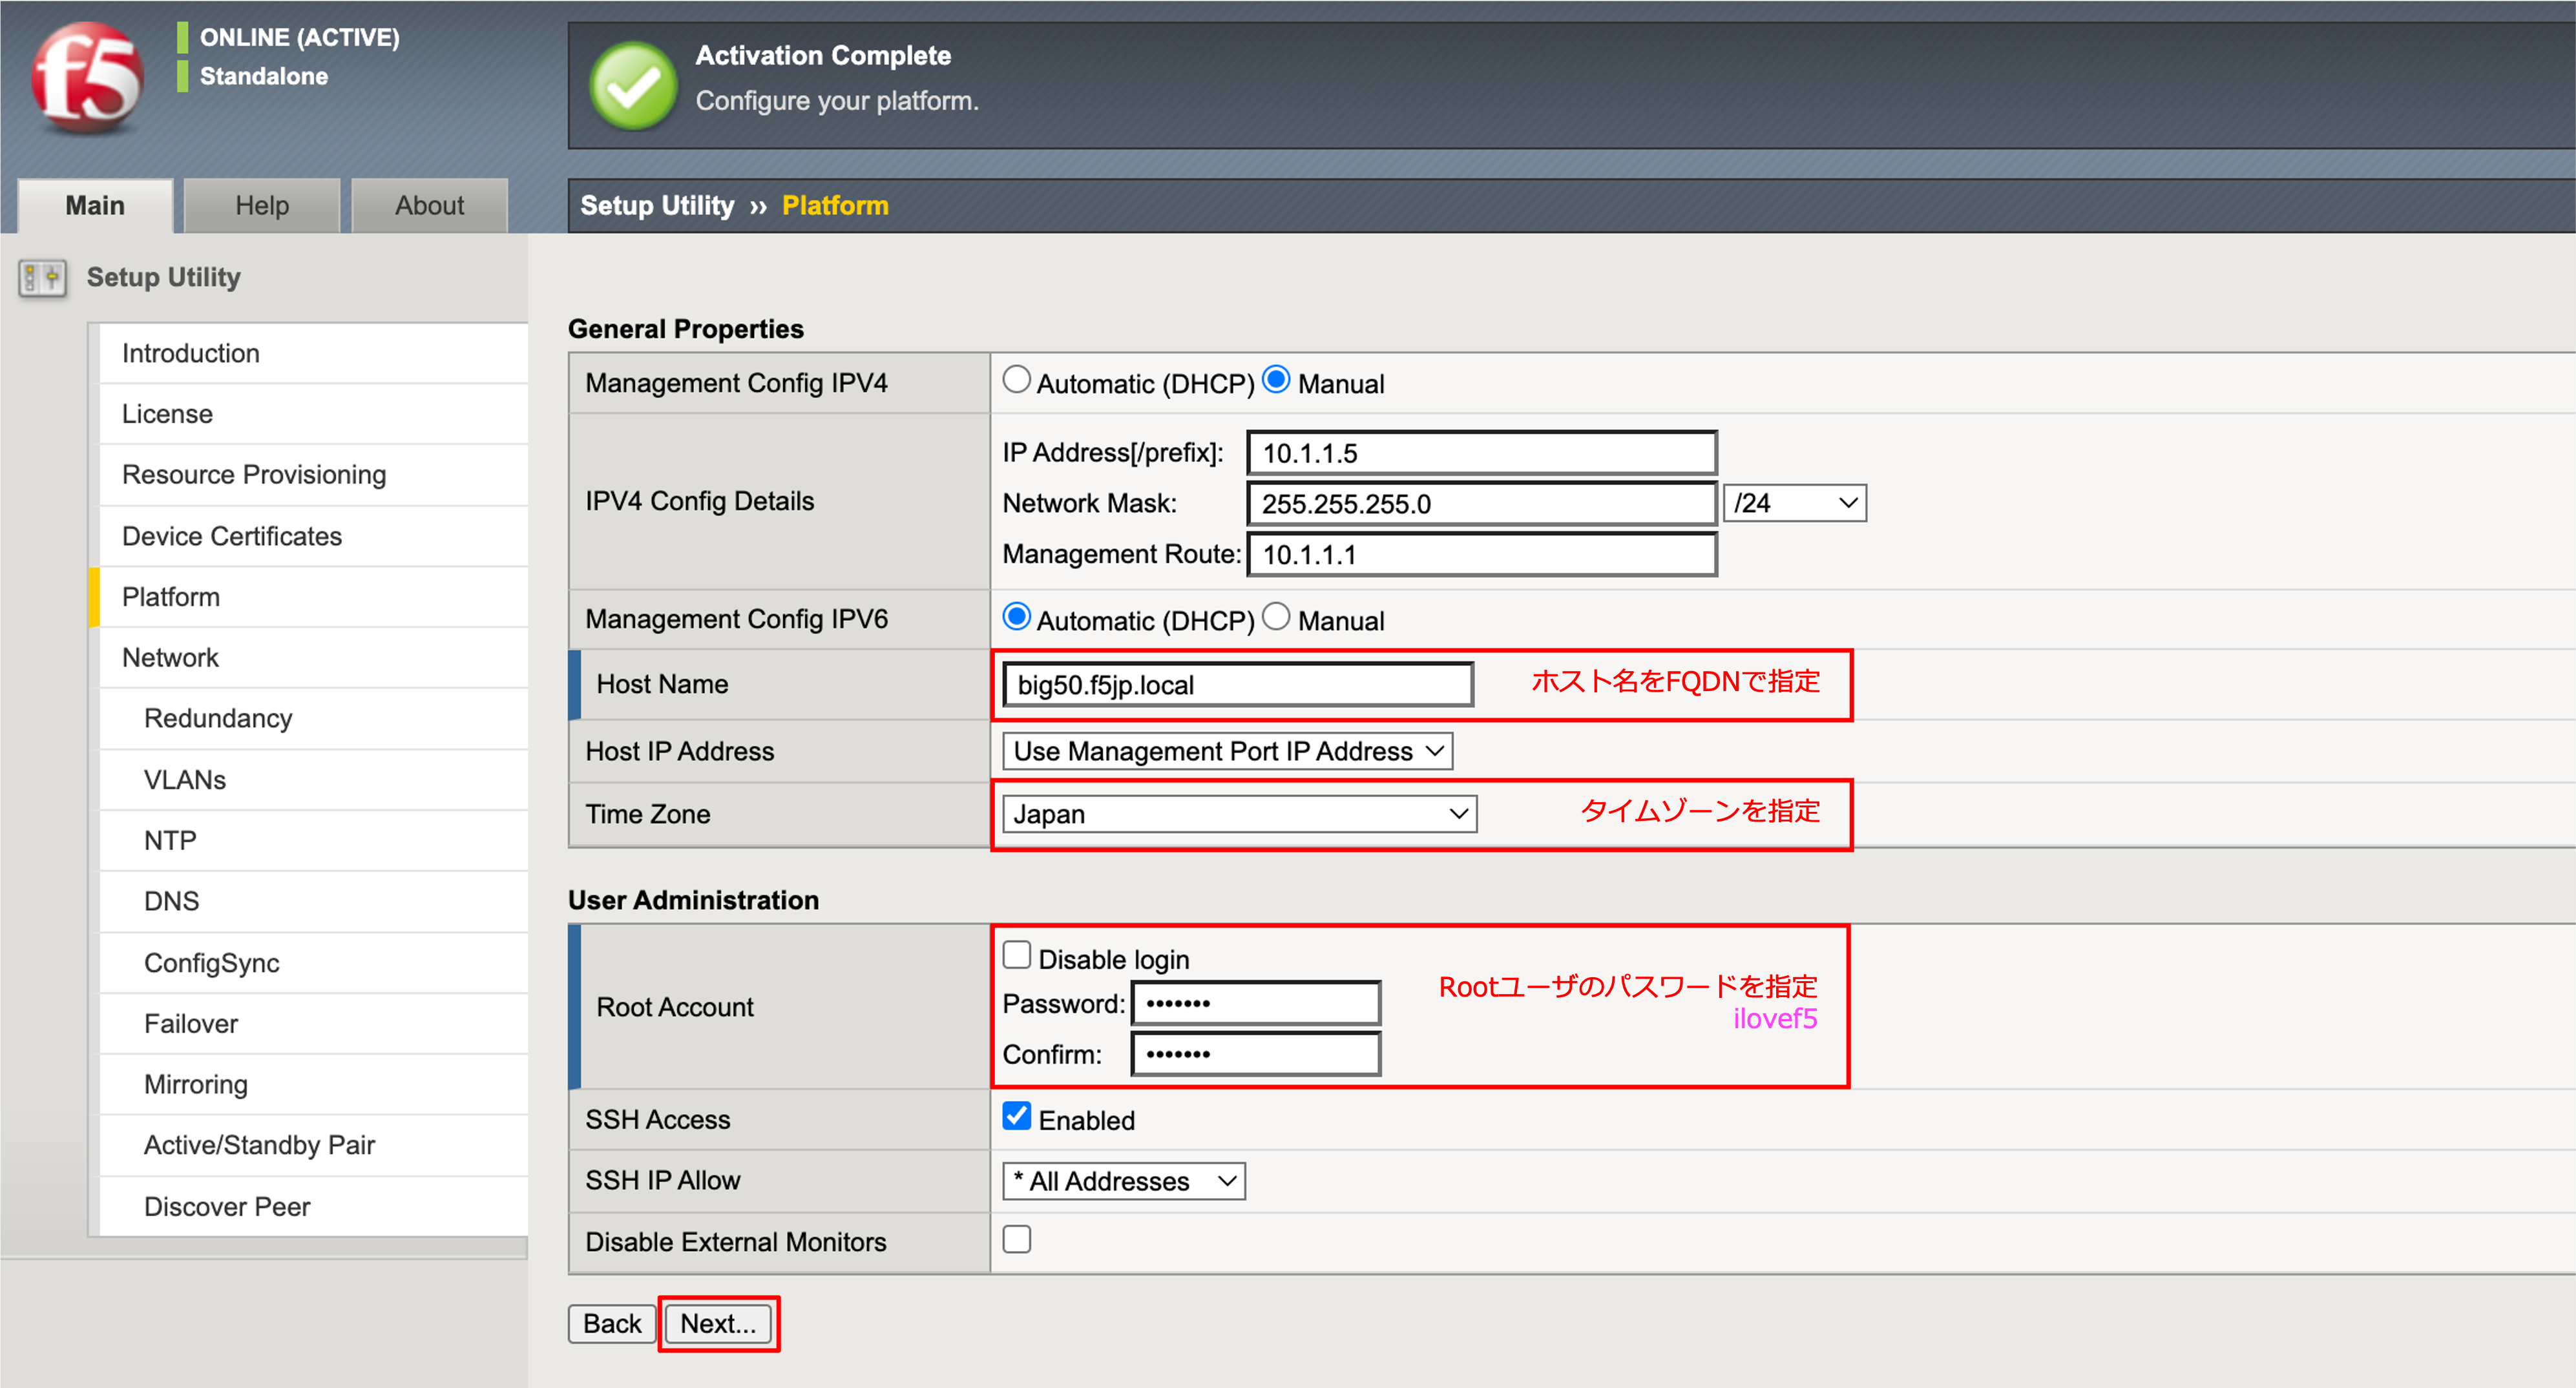 f5
ONLINE (ACTIVE)
Standalone
Activation Complete
Configure your platform.
Main
Help
About
Setup Utility ›› Platform
Setup Utility
Introduction
License
Resource Provisioning
Device Certificates
Platform
Network
Redundancy
VLANs
NTP
DNS
ConfigSync
Failover
Mirroring
Active/Standby Pair
Discover Peer
General Properties
Management Config IPV4
Automatic (DHCP) Manual
IPV4 Config Details
IP Address[/prefix]: 10.1.1.5
Network Mask: 255.255.255.0 /24
Management Route: 10.1.1.1
Management Config IPV6
Automatic (DHCP) Manual
Host Name
big50.f5jp.local
ホスト名をFQDNで指定
Host IP Address
Use Management Port IP Address
Time Zone
Japan
タイムゾーンを指定
User Administration
Root Account
Disable login
Password: •••••••
Confirm: •••••••
Rootユーザのパスワードを指定
ilovef5
SSH Access
Enabled
SSH IP Allow
* All Addresses
Disable External Monitors
Back
Next...